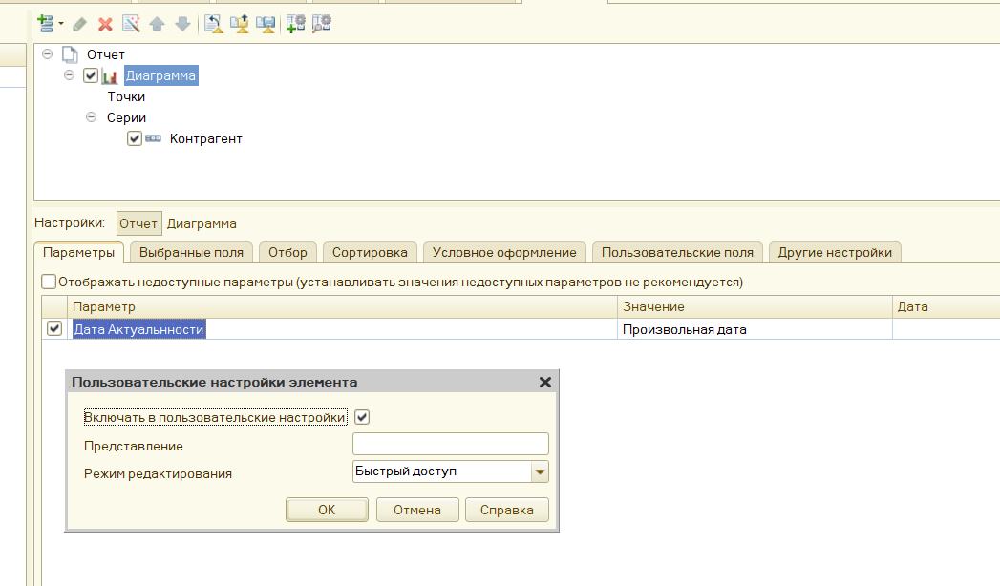 Отчет
Диаграмма
Точки
Серии
Контрагент
Настройки: Отчет Диаграмма
Параметры Выбранные поля Отбор Сортировка Условное оформление Пользовательские поля Другие настройки
Отображать недоступные параметры (устанавливать значения недоступных параметров не рекомендуется)
Параметр Значение Дата
Дата Актуальнности Произвольная дата
Пользовательские настройки элемента
Включать в пользовательские настройки
Представление
Режим редактирования Быстрый доступ
OK Отмена Справка